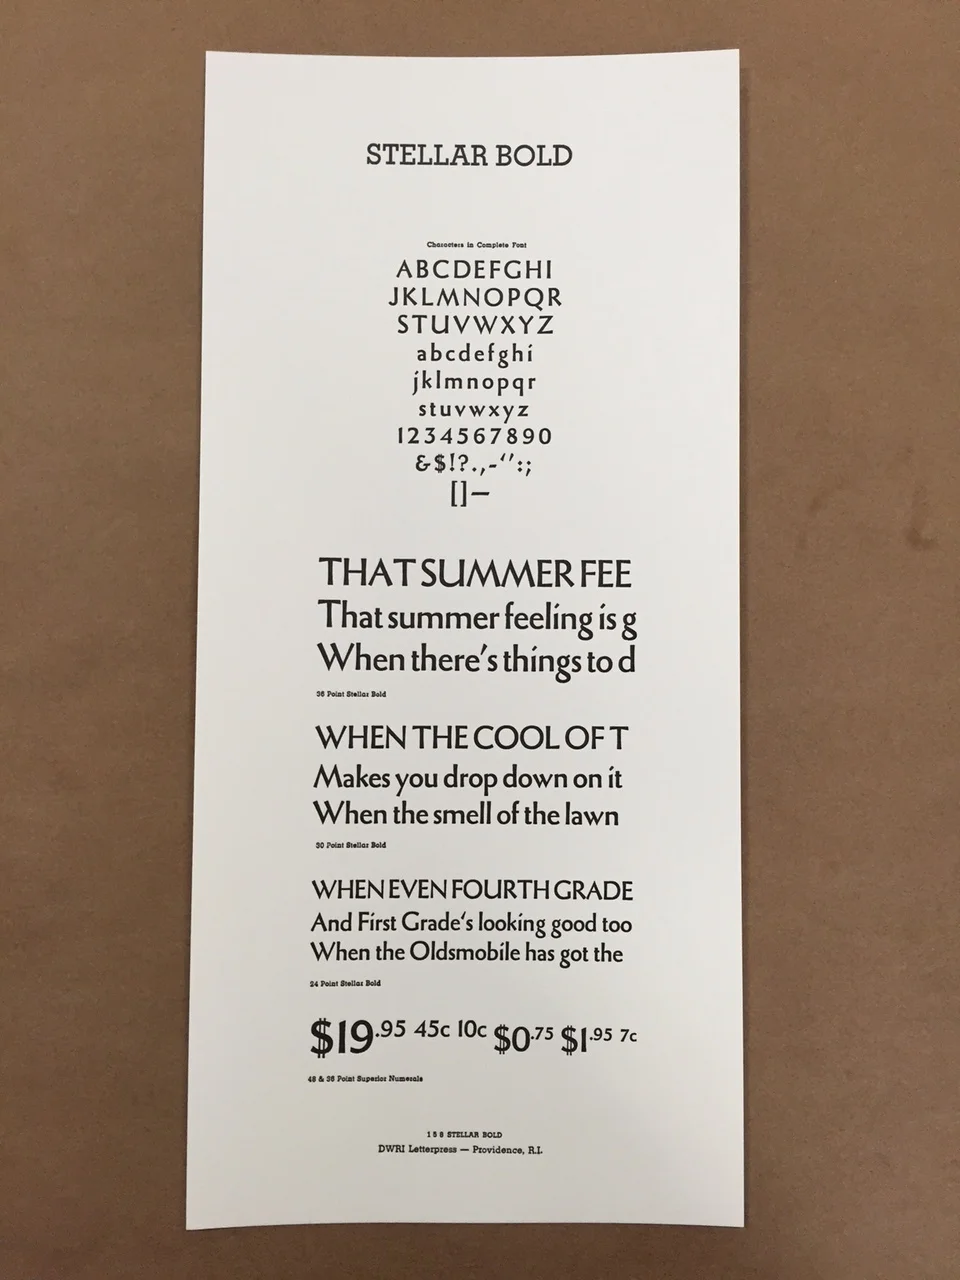 STELLAR BOLD
Characters in Complete Font
ABCDEFGHI
JKLMNOPQR
STUVWXYZ
abcdefghi
jklmnopqr
stuvwxyz
1234567890
&$!?.,-‘’:;
[]—
THAT SUMMER FEE
That summer feeling is g
When there's things to d
36 Point Stellar Bold
WHEN THE COOL OF T
Makes you drop down on it
When the smell of the lawn
30 Point Stellar Bold
WHEN EVEN FOURTH GRADE
And First Grade‘s looking good too
When the Oldsmobile has got the
24 Point Stellar Bold
$19.95 45c 10c $0.75 $1.95 7c
48 & 36 Point Superior Numerals
158 STELLAR BOLD
DWRI Letterpress — Providence, R.I.